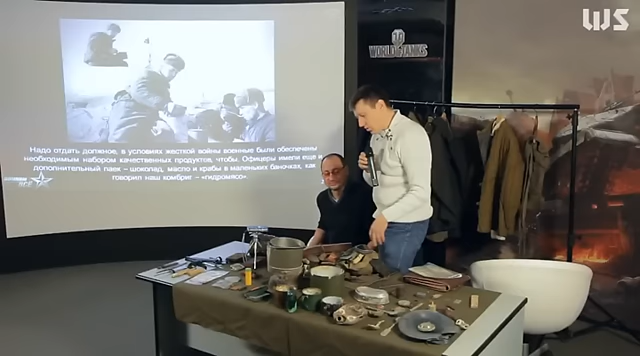 WS
WORLD OF TANKS
Надо отдать должное, в условиях жесткой войны военные были обеспечены
необходимым набором качественных продуктов, чтобы. Офицеры имели еще и
дополнительный паек – шоколад, масло и крабы в маленьких баночках, как
говорил наш комбриг – «гидромясо».